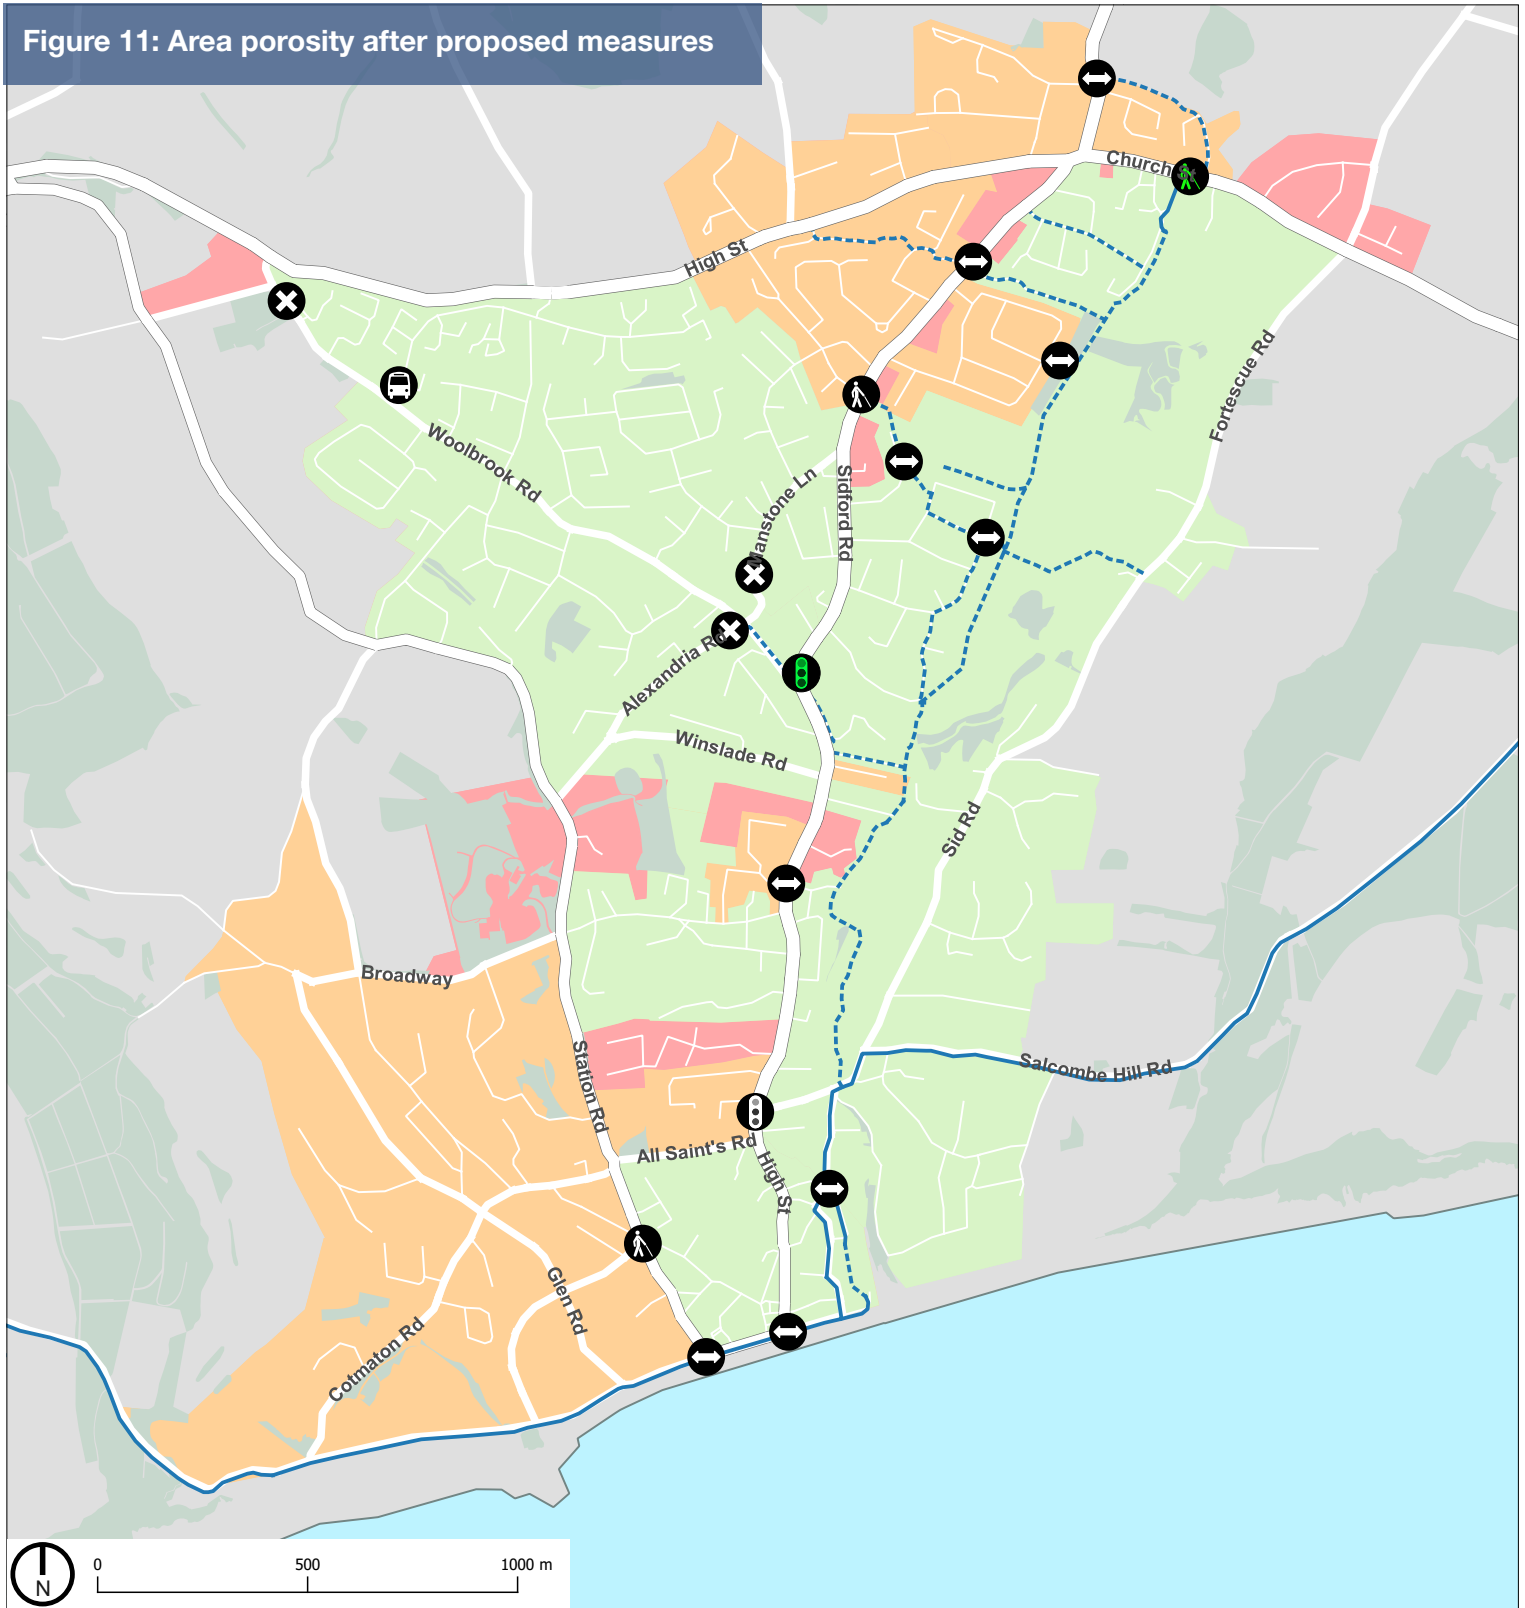 Figure 11: Area porosity after proposed measures
Church
High St
Fortescue Rd
Woolbrook Rd
Manstone Ln
Sidford Rd
Alexandria Rd
Winslade Rd
Sid Rd
Broadway
Station Rd
Salcombe Hill Rd
All Saint's Rd
High St
Glen Rd
Cotmaton Rd
0 500 1000 m
N